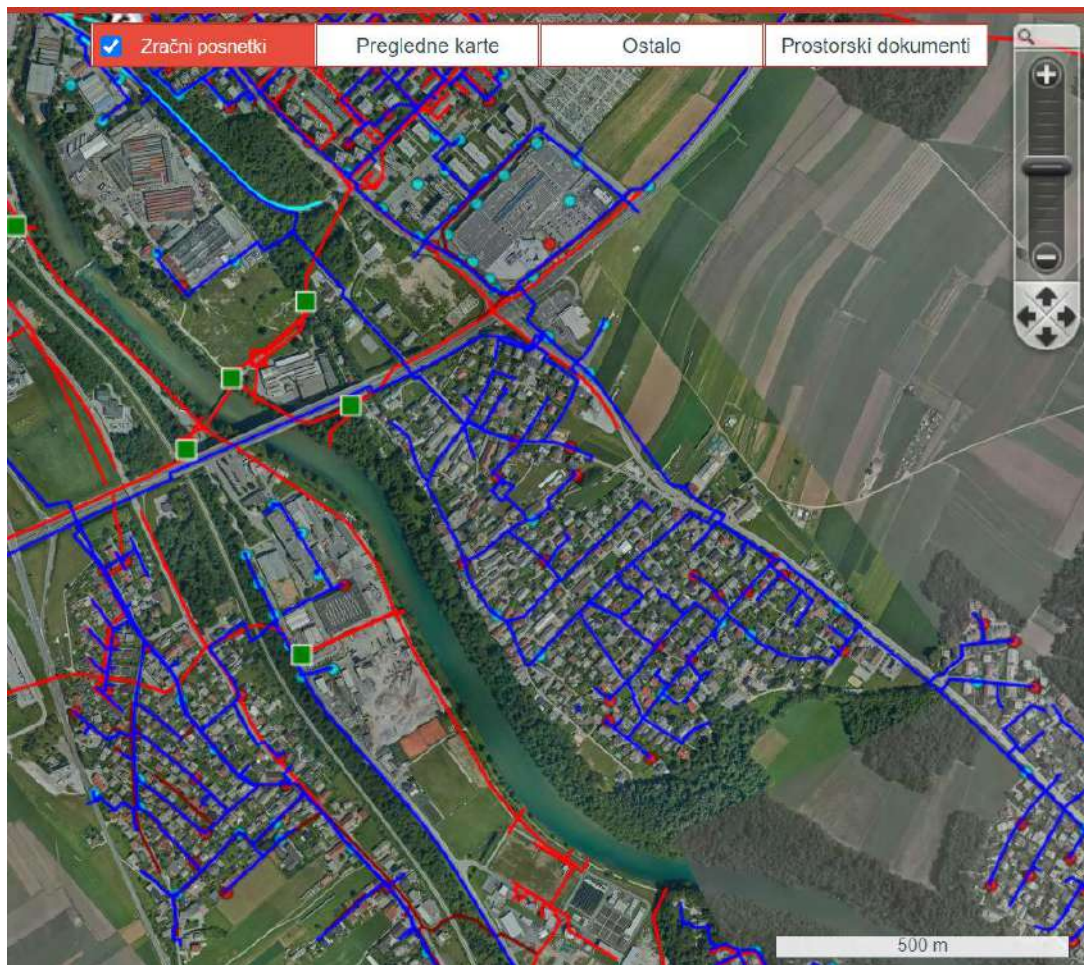 Zračni posnetki
Pregledne karte
Ostalo
Prostorski dokumenti
500 m